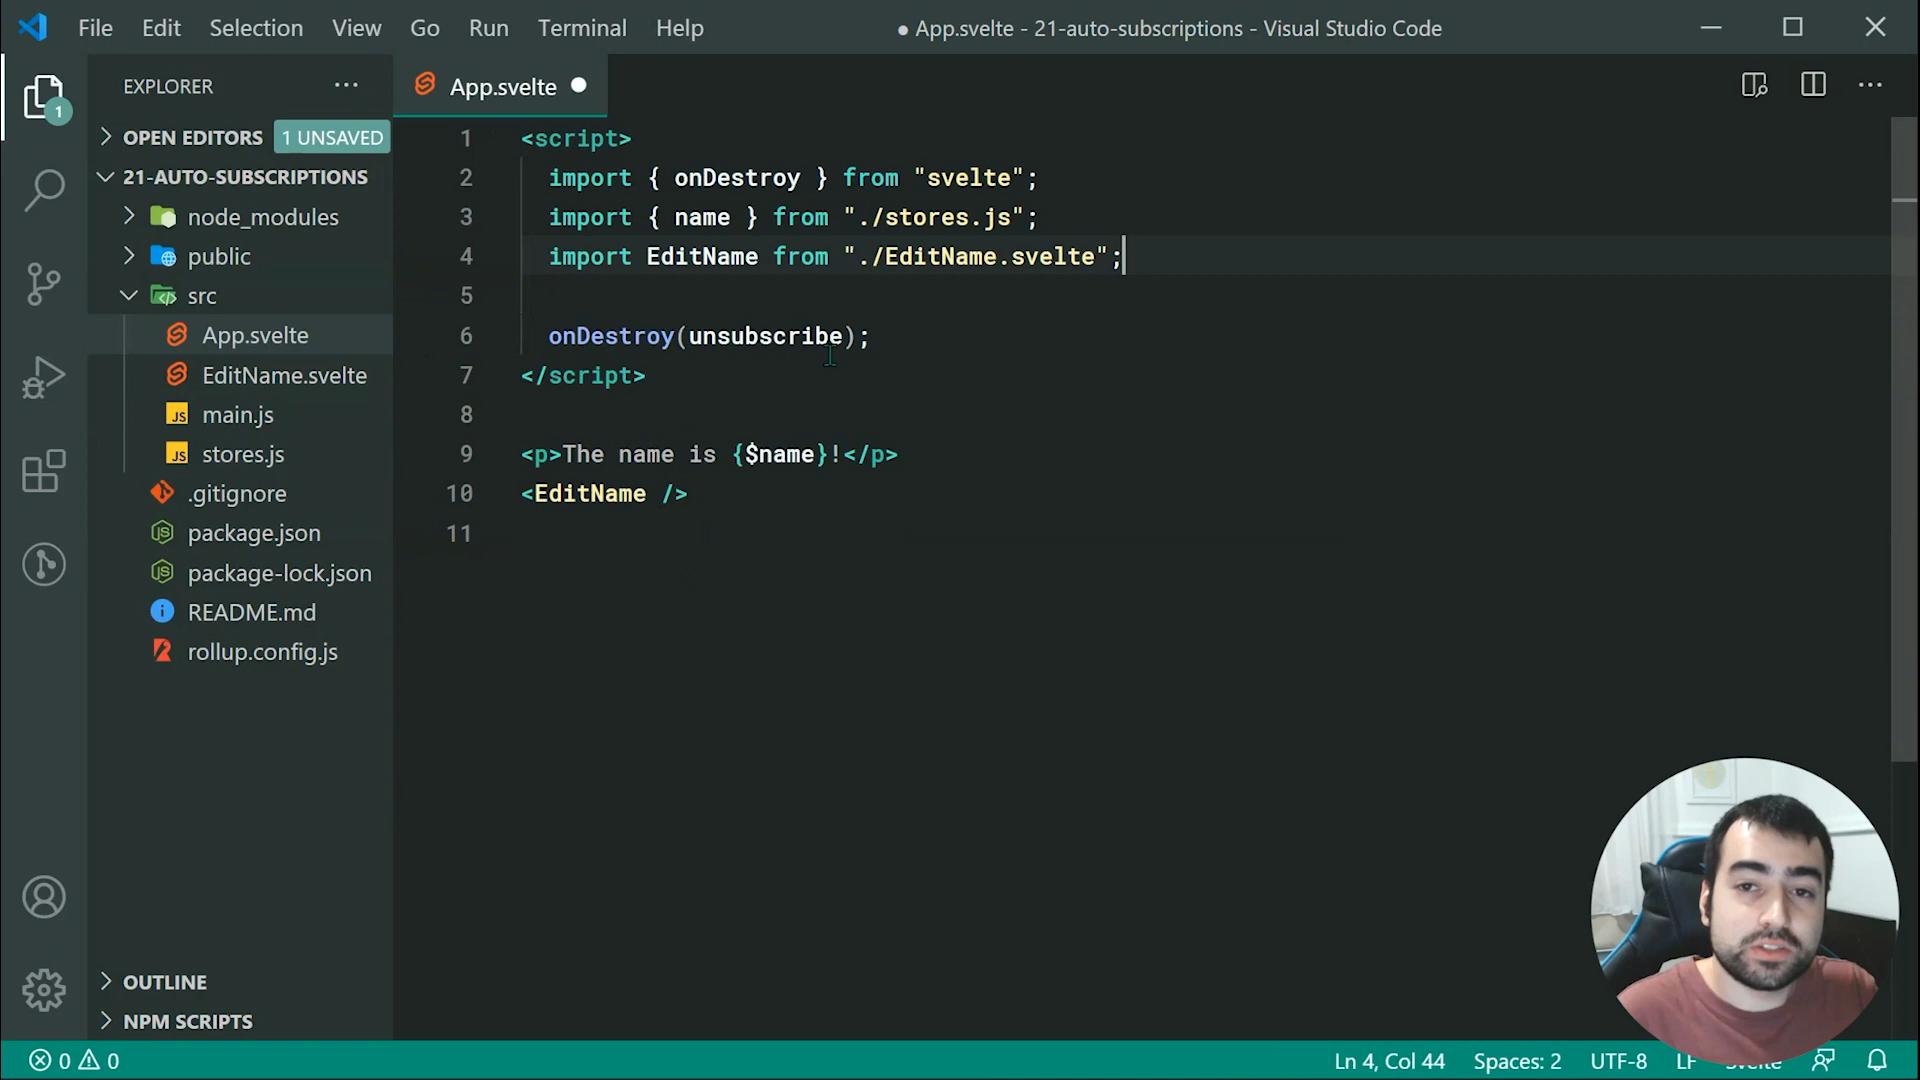 File Edit Selection View Go Run Terminal Help ● App.svelte - 21-auto-subscriptions - Visual Studio Code
EXPLORER ···
App.svelte ●
1
OPEN EDITORS 1 UNSAVED
21-AUTO-SUBSCRIPTIONS
node_modules
public
src
App.svelte
EditName.svelte
JS main.js
JS stores.js
.gitignore
package.json
package-lock.json
README.md
rollup.config.js
OUTLINE
NPM SCRIPTS
1 <script>
2 import { onDestroy } from "svelte";
3 import { name } from "./stores.js";
4 import EditName from "./EditName.svelte";
5
6 onDestroy(unsubscribe);
7 </script>
8
9 <p>The name is {$name}!</p>
10 <EditName />
11
0 0 Ln 4, Col 44 Spaces: 2 UTF-8 LF Svelte